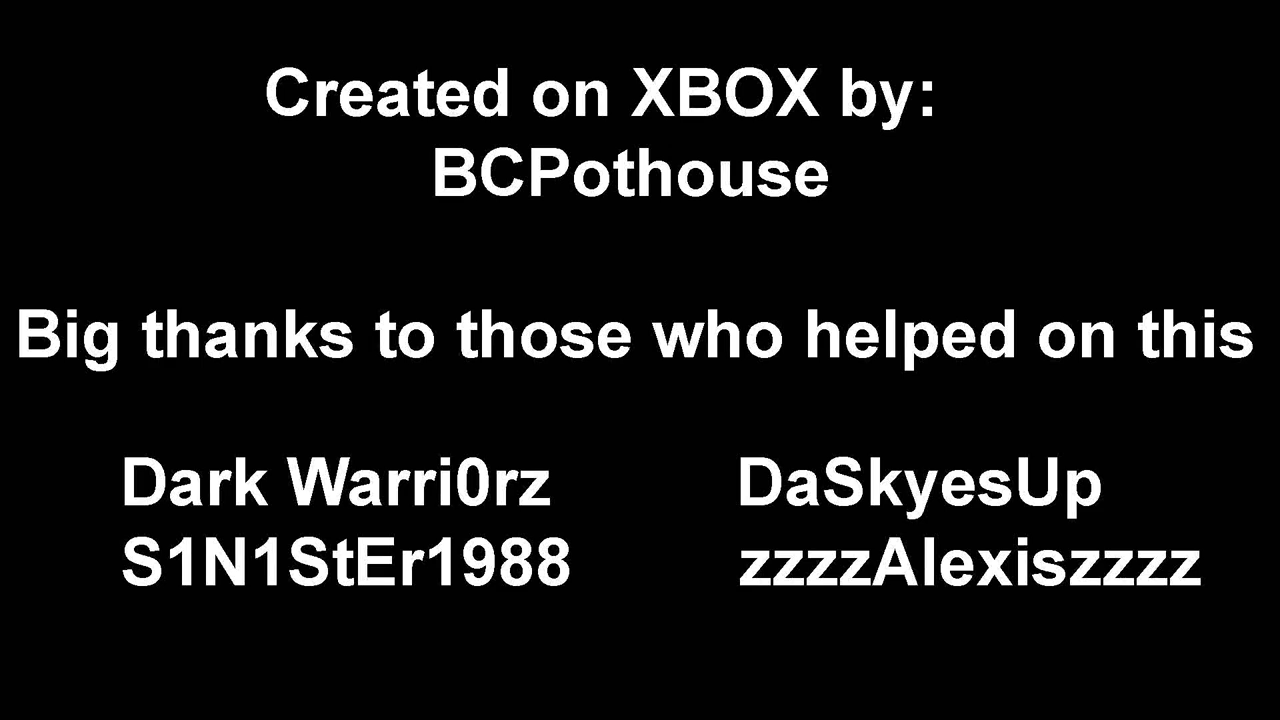 Created on XBOX by:
BCPothouse
Big thanks to those who helped on this
Dark Warri0rz
DaSkyesUp
S1N1StEr1988
zzzzAlexiszzzz